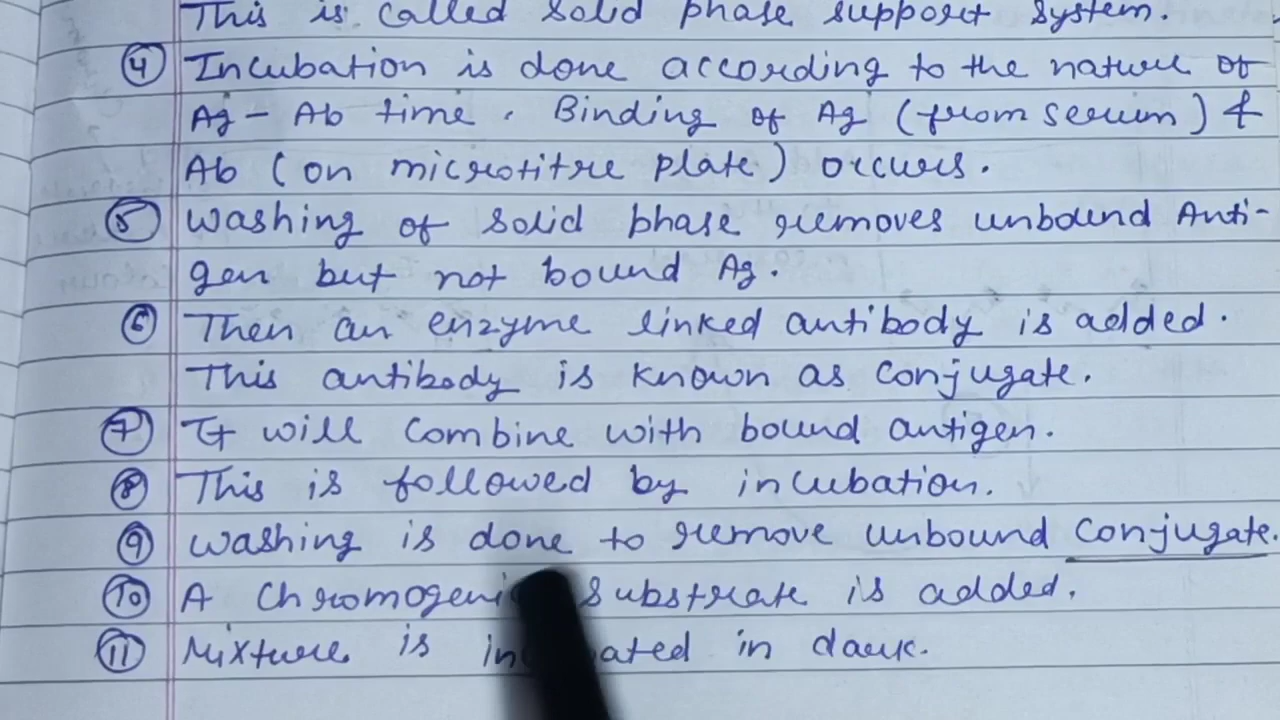 This is called solid phase support system.
④ Incubation is done according to the nature of
Ag - Ab time. Binding of Ag (from serum) &
Ab (on microtitre plate) occurs.
⑤ Washing of solid phase removes unbound Anti-
gen but not bound Ag.
⑥ Then an enzyme linked antibody is added.
This antibody is known as conjugate.
⑦ It will combine with bound antigen.
⑧ This is followed by incubation.
⑨ Washing is done to remove unbound conjugate.
⑩ A chromogenic substrate is added.
⑪ Mixture is in ated in dark.